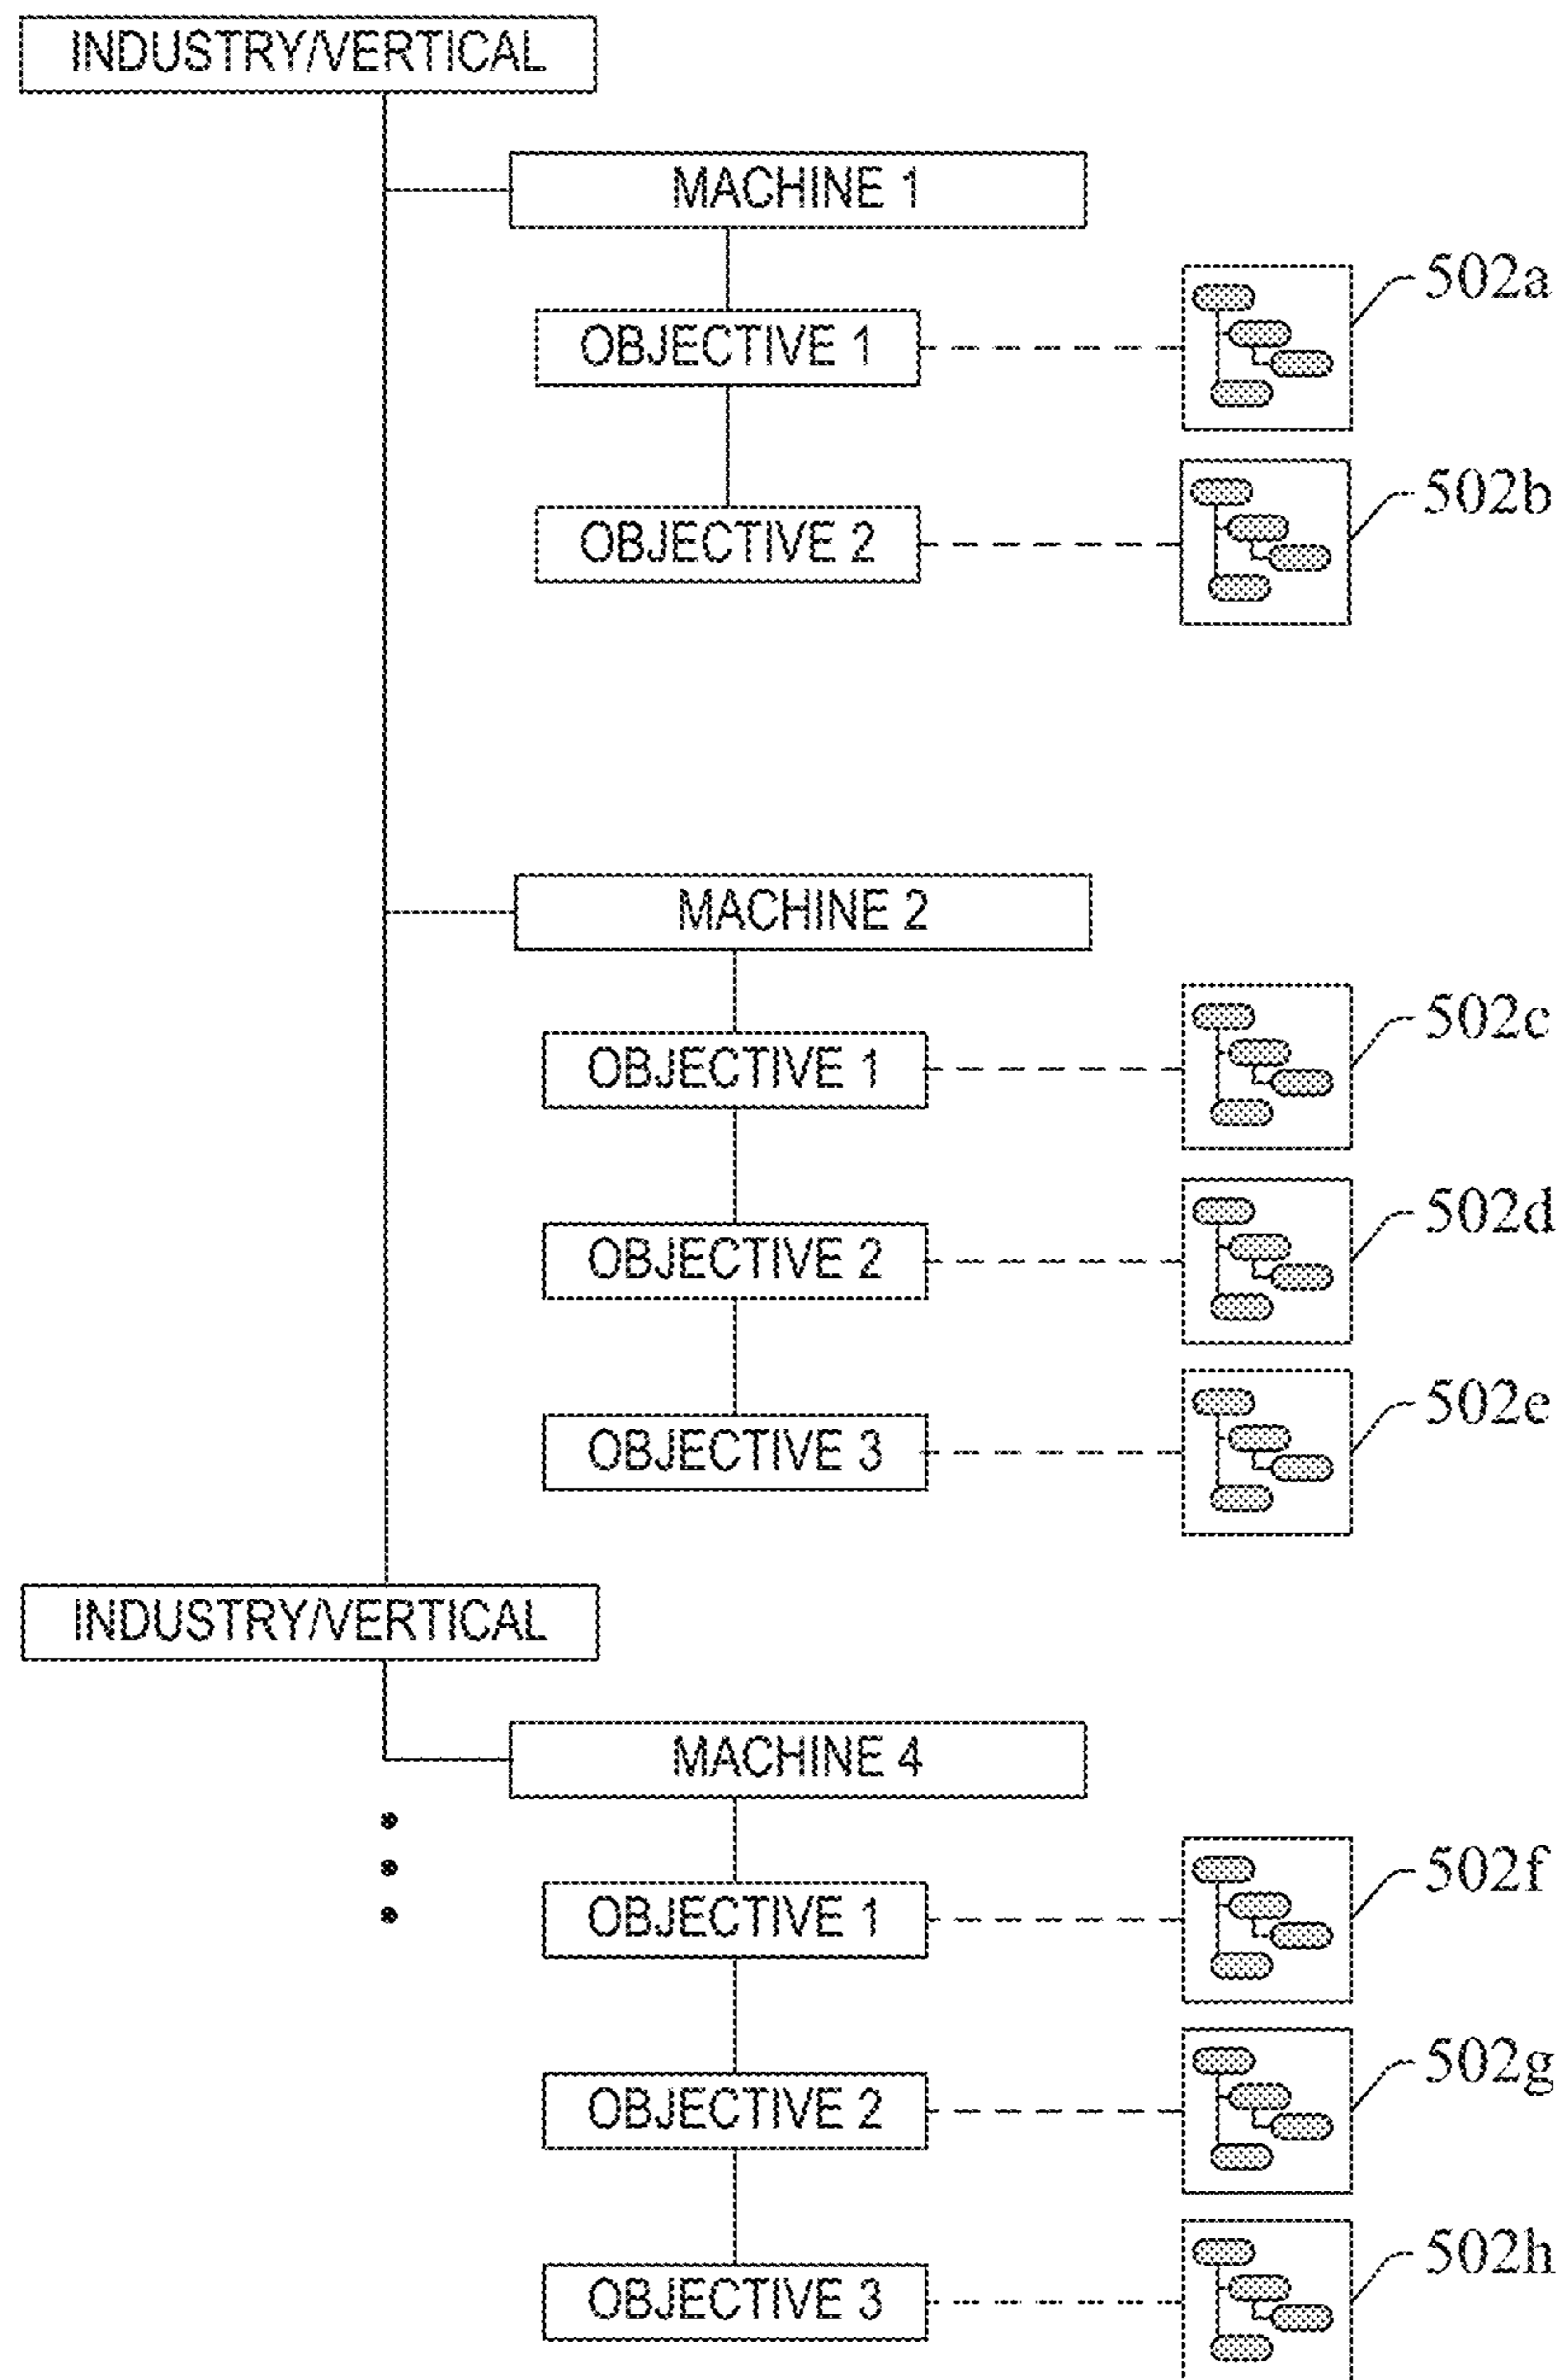 INDUSTRY/VERTICAL
MACHINE 1
OBJECTIVE 1
502a
OBJECTIVE 2
502b
MACHINE 2
OBJECTIVE 1
502c
OBJECTIVE 2
502d
OBJECTIVE 3
502e
INDUSTRY/VERTICAL
MACHINE 4
OBJECTIVE 1
502f
OBJECTIVE 2
502g
OBJECTIVE 3
502h